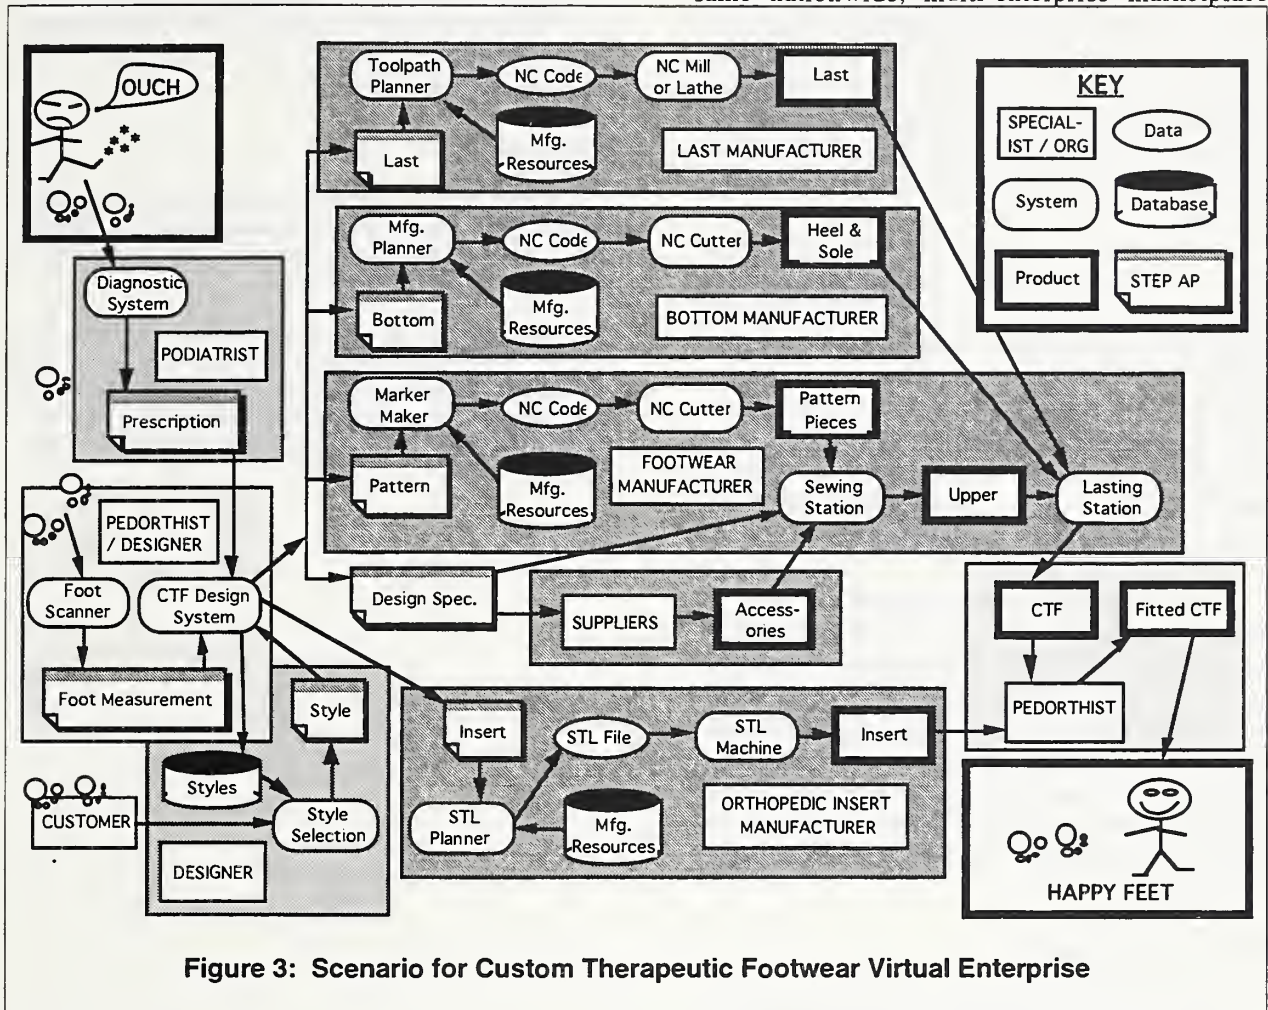 OUCH
Toolpath
Planner
NC Code
NC Mill
or Lathe
Last
Last
Mfg.
Resources
LAST MANUFACTURER
KEY
SPECIAL-
IST / ORG
Data
System
Database
Product
STEP AP
Mfg.
Planner
NC Code
NC Cutter
Heel &
Sole
Bottom
Mfg.
Resources
BOTTOM MANUFACTURER
Diagnostic
System
PODIATRIST
Prescription
Marker
Maker
NC Code
NC Cutter
Pattern
Pieces
Pattern
Mfg.
Resources
FOOTWEAR
MANUFACTURER
Sewing
Station
Upper
Lasting
Station
PEDORTHIST
/ DESIGNER
Foot
Scanner
CTF Design
System
Foot Measurement
Design Spec.
SUPPLIERS
Access-
ories
CTF
Fitted CTF
PEDORTHIST
Style
Styles
CUSTOMER
Style
Selection
DESIGNER
Insert
STL File
STL
Machine
Insert
STL
Planner
Mfg.
Resources
ORTHOPEDIC INSERT
MANUFACTURER
HAPPY FEET
Figure 3: Scenario for Custom Therapeutic Footwear Virtual Enterprise